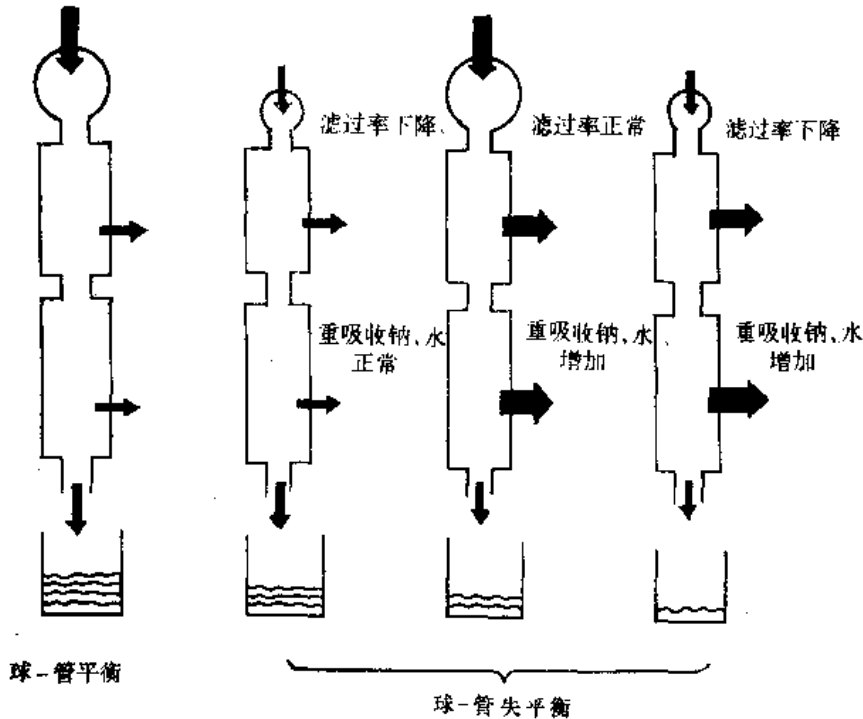 滤过率下降、
滤过率正常
滤过率下降
重吸收钠、水
正常
重吸收钠、水、
增加
重吸收钠、水
增加
球-管平衡
球-管失平衡